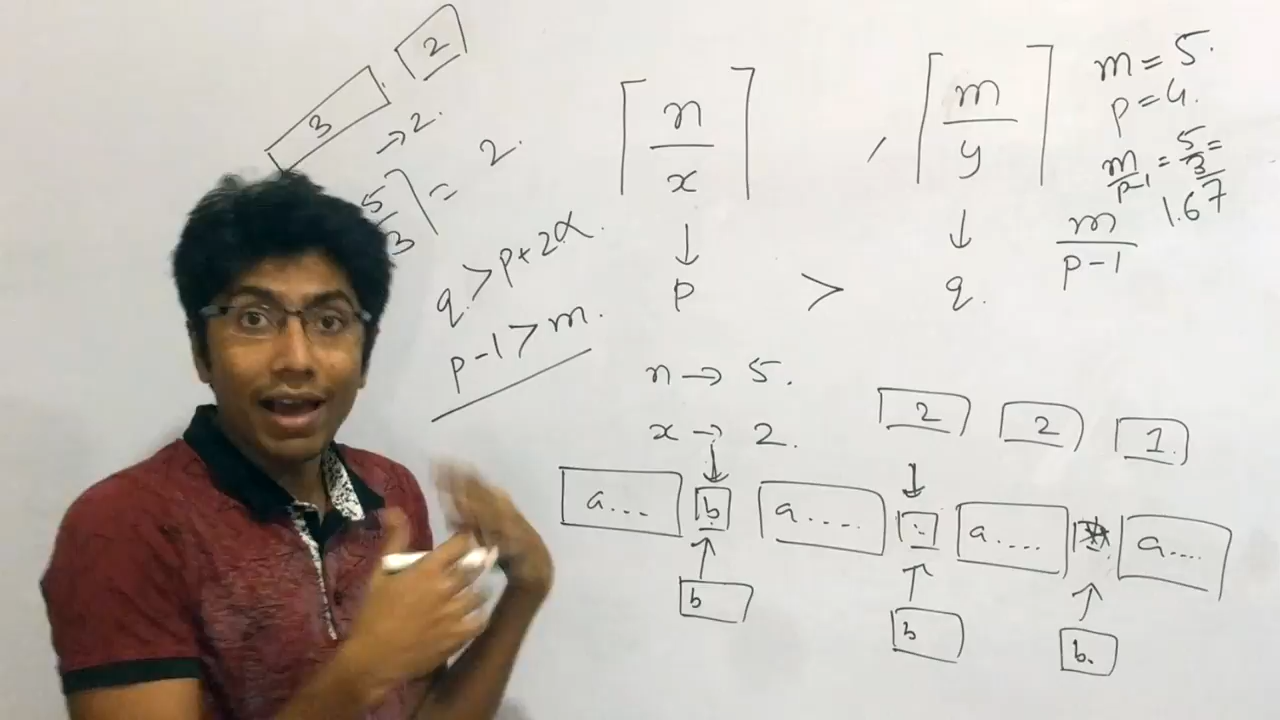 3
2
→ 2.
5/3⌉ = 2.
q > p + 2α.
p-1 > m.
⌈n/x⌉ , ⌈m/y⌉
↓ ↓
p > q.
m = 5.
p = 4.
m/p-1 = 5/3 =
1.67
m/p-1
n → 5.
x → 2.
2 2 1
a... b a.... . a.... a....
b b b.